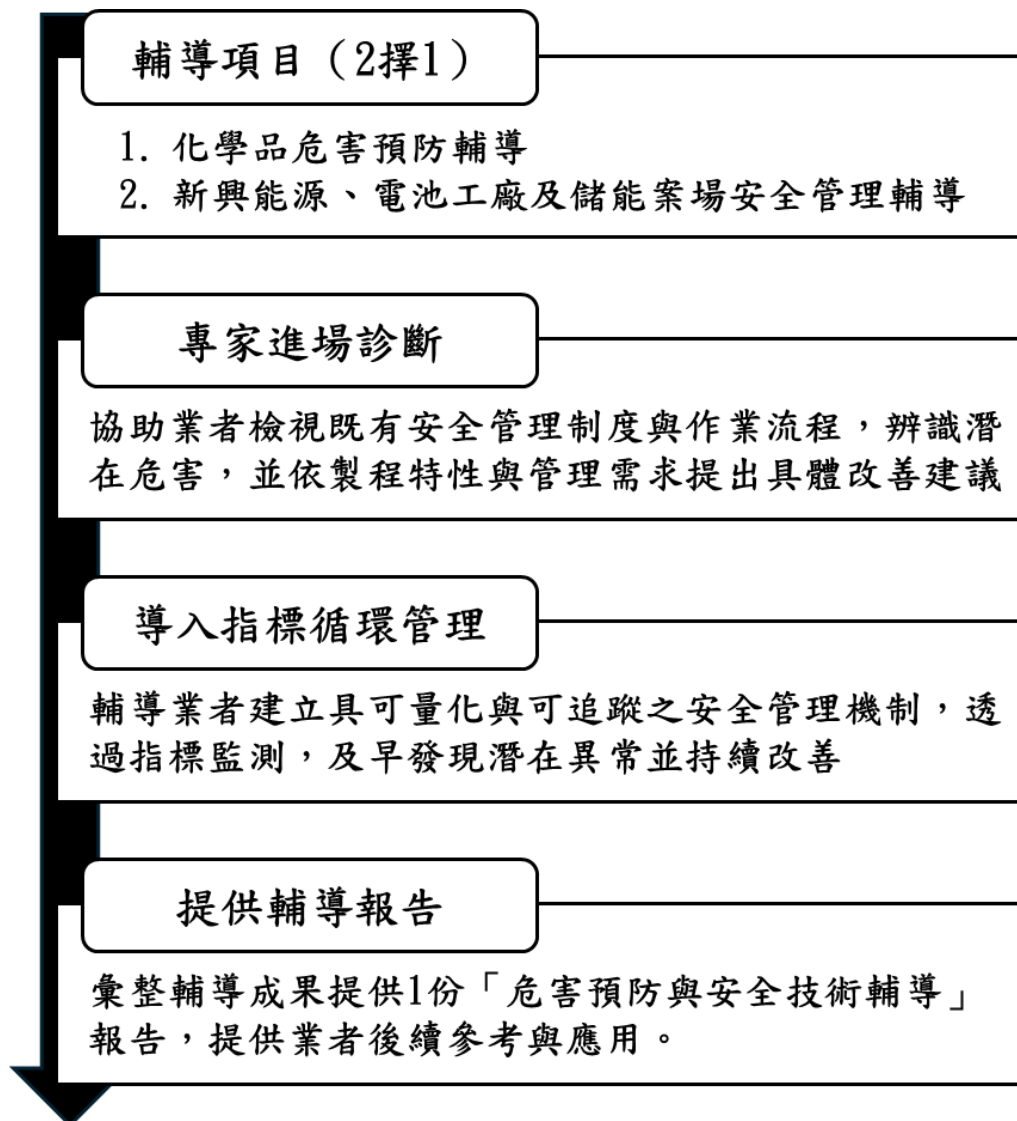 輔導項目（2擇1）
1. 化學品危害預防輔導
2. 新興能源、電池工廠及儲能案場安全管理輔導
專家進場診斷
協助業者檢視既有安全管理制度與作業流程，辨識潛
在危害，並依製程特性與管理需求提出具體改善建議
導入指標循環管理
輔導業者建立具可量化與可追蹤之安全管理機制，透
過指標監測，及早發現潛在異常並持續改善
提供輔導報告
彙整輔導成果提供1份「危害預防與安全技術輔導」
報告，提供業者後續參考與應用。